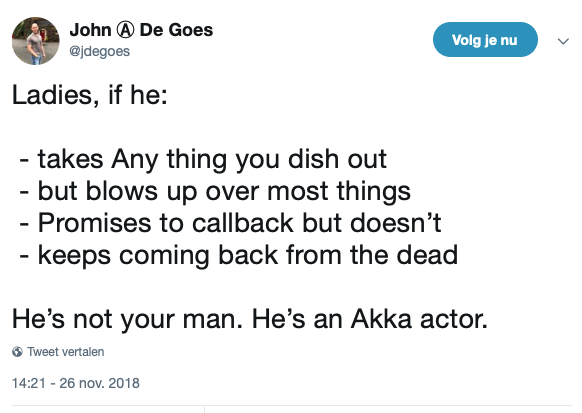 John Ⓐ De Goes
@jdegoes
Volg je nu
Ladies, if he:
- takes Any thing you dish out
- but blows up over most things
- Promises to callback but doesn’t
- keeps coming back from the dead
He’s not your man. He’s an Akka actor.
Tweet vertalen
14:21 - 26 nov. 2018